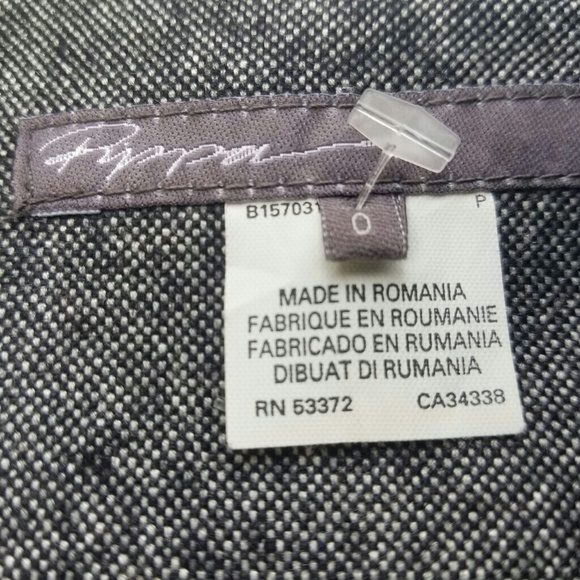 B157031 P
0
MADE IN ROMANIA
FABRIQUE EN ROUMANIE
FABRICADO EN RUMANIA
DIBUAT DI RUMANIA
RN 53372 CA34338